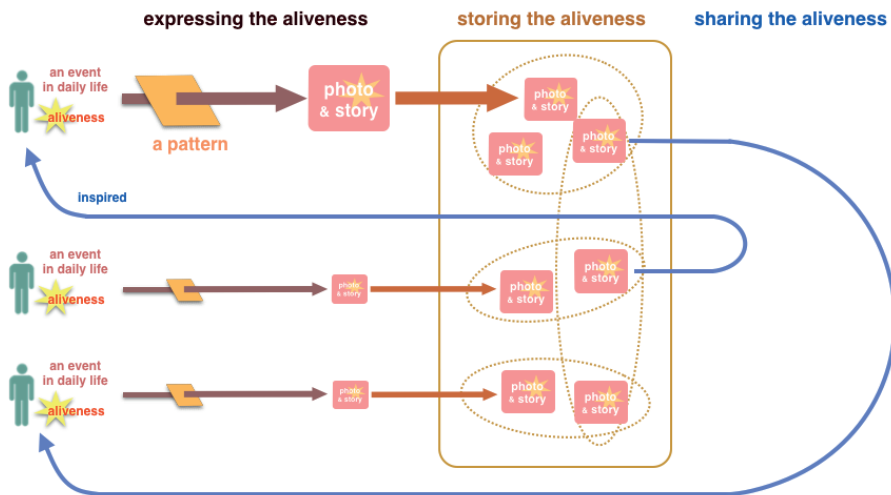 expressing the aliveness
storing the aliveness
sharing the aliveness
an event
in daily life
aliveness
a pattern
photo
& story
photo
& story
photo
& story
photo
& story
inspired
an event
in daily life
aliveness
photo
& story
photo
& story
photo
& story
an event
in daily life
aliveness
photo
& story
photo
& story
photo
& story